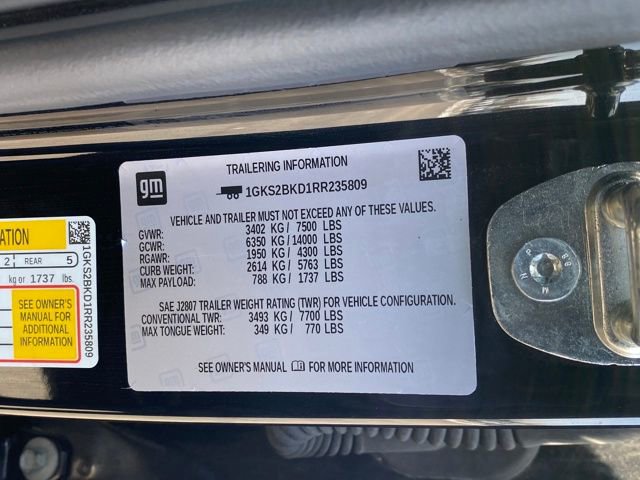 TRAILERING INFORMATION
gm
1GKS2BKD1RR235809
VEHICLE AND TRAILER MUST NOT EXCEED ANY OF THESE VALUES.
GVWR: 3402 KG / 7500 LBS
GCWR: 6350 KG /14000 LBS
RGAWR: 1950 KG / 4300 LBS
CURB WEIGHT: 2614 KG / 5763 LBS
MAX PAYLOAD: 788 KG / 1737 LBS
SAE J2807 TRAILER WEIGHT RATING (TWR) FOR VEHICLE CONFIGURATION.
CONVENTIONAL TWR: 3493 KG / 7700 LBS
MAX TONGUE WEIGHT: 349 KG / 770 LBS
SEE OWNER'S MANUAL FOR MORE INFORMATION
ATION
2 REAR 5
kg or 1737 lbs.
SEE OWNER'S
MANUAL FOR
ADDITIONAL
INFORMATION
1GKS2BKD1RR235809